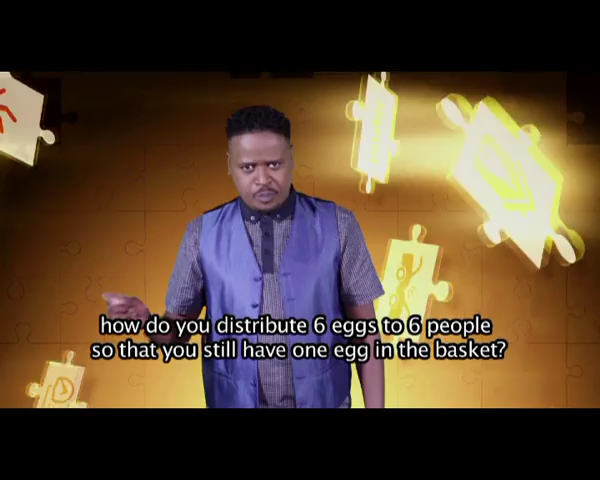 how do you distribute 6 eggs to 6 people
so that you still have one egg in the basket?